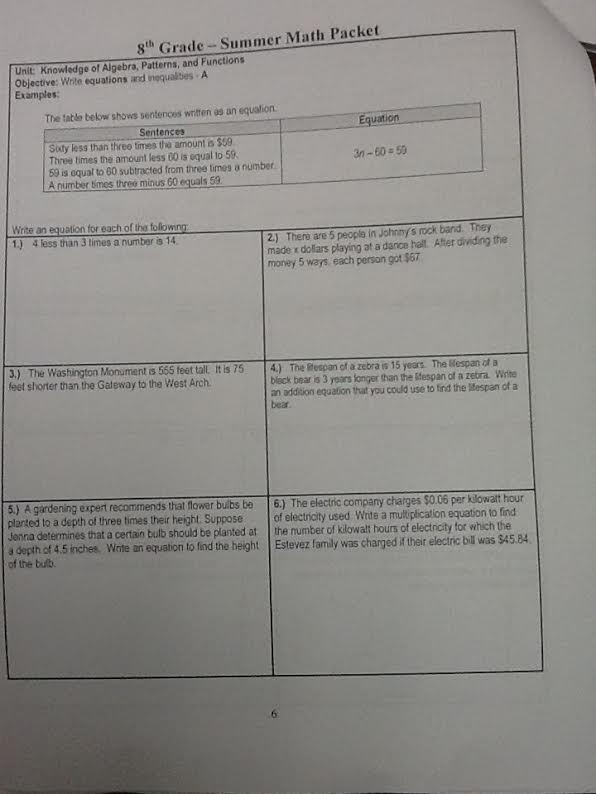 8th Grade – Summer Math Packet
Unit: Knowledge of Algebra, Patterns, and Functions
Objective: Write equations and inequalities - A
Examples:
The table below shows sentences written as an equation.
Sentences
Equation
Sixty less than three times the amount is $59.
Three times the amount less 60 is equal to 59.
59 is equal to 60 subtracted from three times a number.
A number times three minus 60 equals 59.
3n – 60 = 59
Write an equation for each of the following:
1.) 4 less than 3 times a number is 14.
2.) There are 5 people in Johnny's rock band. They
made x dollars playing at a dance hall. After dividing the
money 5 ways, each person got $67.
3.) The Washington Monument is 555 feet tall. It is 75
feet shorter than the Gateway to the West Arch.
4.) The lifespan of a zebra is 15 years. The lifespan of a
black bear is 3 years longer than the lifespan of a zebra. Write
an addition equation that you could use to find the lifespan of a
bear.
5.) A gardening expert recommends that flower bulbs be
planted to a depth of three times their height. Suppose
Jenna determines that a certain bulb should be planted at
a depth of 4.5 inches. Write an equation to find the height
of the bulb.
6.) The electric company charges $0.06 per kilowatt hour
of electricity used. Write a multiplication equation to find
the number of kilowatt hours of electricity for which the
Estevez family was charged if their electric bill was $45.84.
6